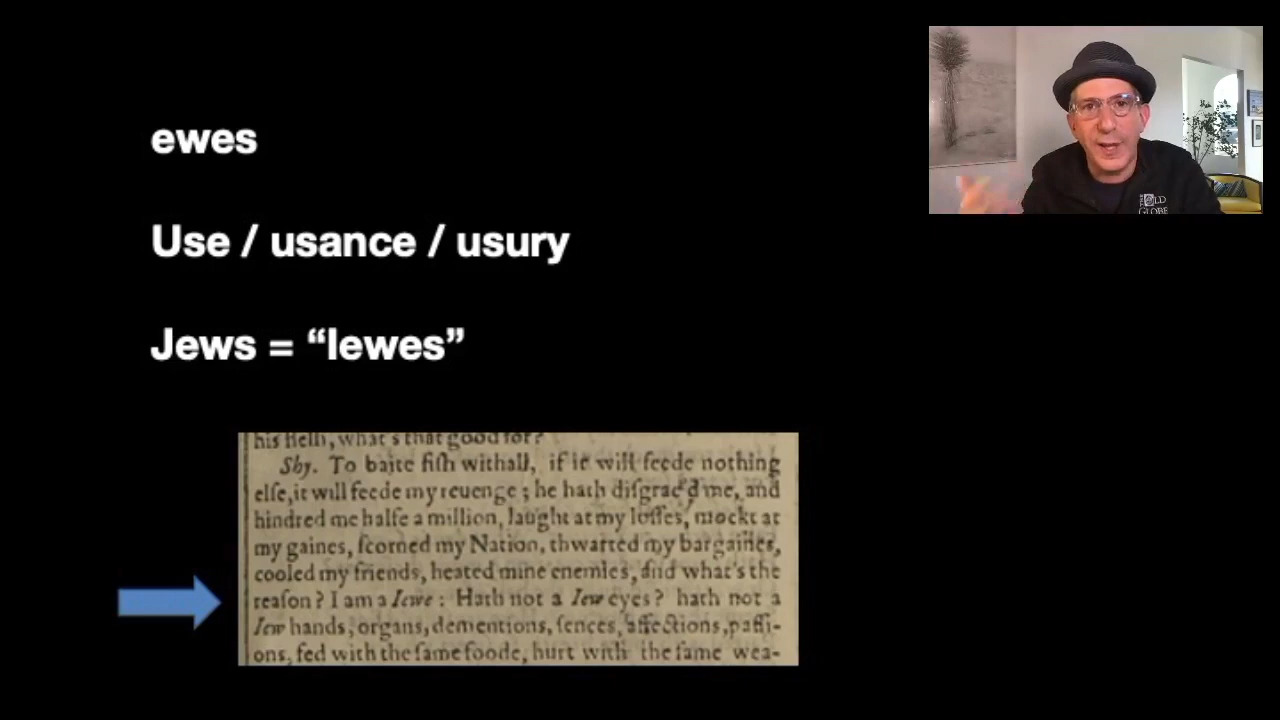 ewes
Use / usance / usury
Jews = “Iewes”
his flesh, what's that good for?
Shy. To baite fish withall, if it will feede nothing
else, it will feede my reuenge ; he hath disgrac'd me, and
hindred me halfe a million, laught at my losses, mockt at
my gaines, scorned my Nation, thwarted my bargaines,
cooled my friends, heated mine enemies, and what's the
reason ? I am a Iewe : Hath not a Iew eyes ? hath not a
Iew hands, organs, dementions, sences, affections, passi-
ons, fed with the same foode, hurt with the same wea-
OLD
GLOBE